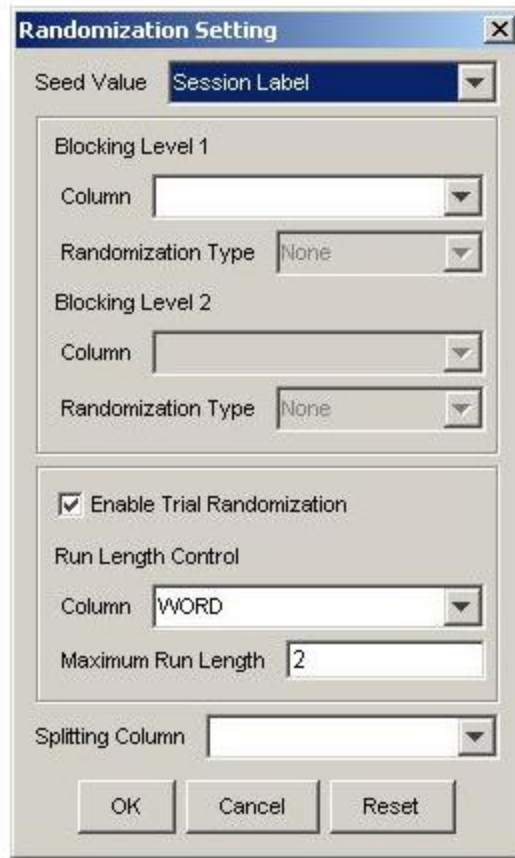 Randomization Setting
Seed Value Session Label
Blocking Level 1
Column
Randomization Type None
Blocking Level 2
Column
Randomization Type None
Enable Trial Randomization
Run Length Control
Column WORD
Maximum Run Length 2
Splitting Column
OK Cancel Reset